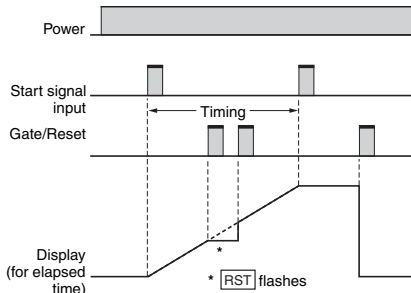 Power
Start signal
input
Timing
Gate/Reset
*
Display
(for elapsed
time)
* RST flashes